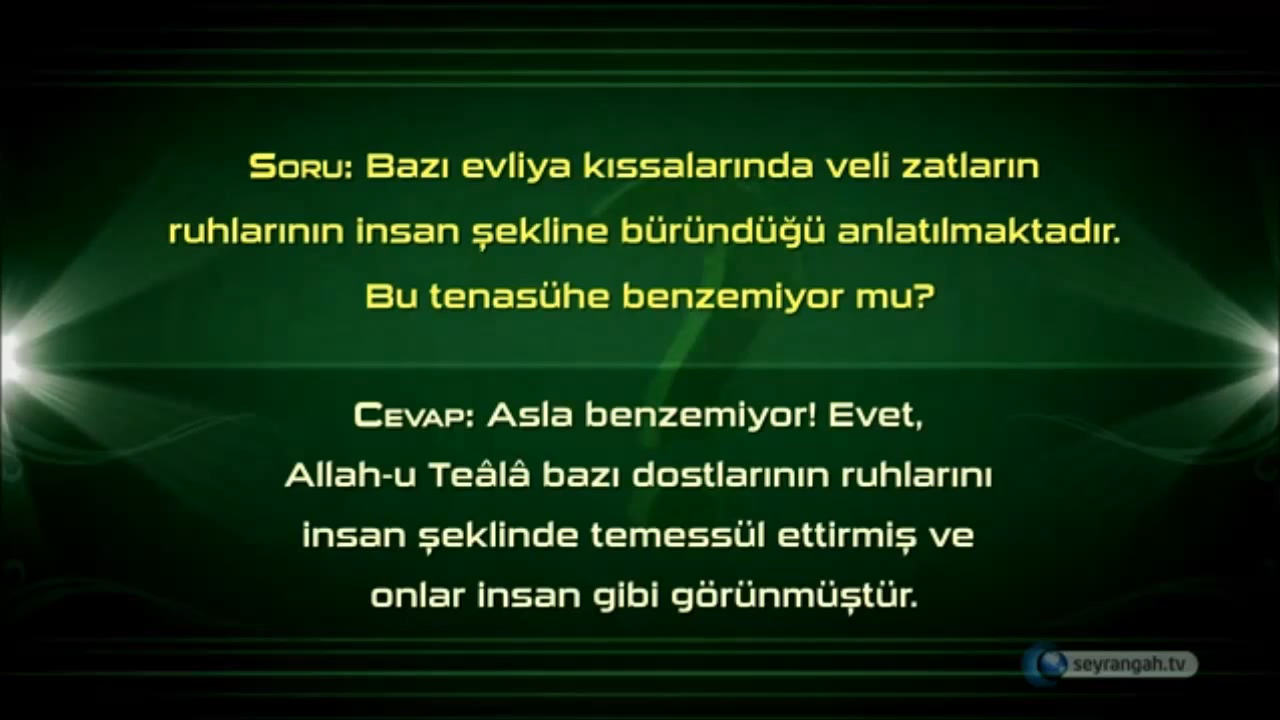 Soru: Bazı evliya kıssalarında veli zatların
ruhlarının insan şekline büründüğü anlatılmaktadır.
Bu tenasühe benzemiyor mu?
Cevap: Asla benzemiyor! Evet,
Allah-u Teâlâ bazı dostlarının ruhlarını
insan şeklinde temessül ettirmiş ve
onlar insan gibi görünmüştür.
seyrangah.tv